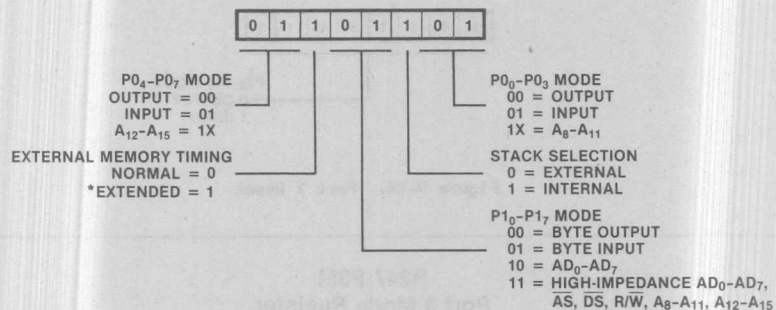 0 1 1 0 1 1 0 1
P0₄–P0₇ MODE
OUTPUT = 00
INPUT = 01
A₁₂–A₁₅ = 1X
EXTERNAL MEMORY TIMING
NORMAL = 0
*EXTENDED = 1
P0₀–P0₃ MODE
00 = OUTPUT
01 = INPUT
1X = A₈–A₁₁
STACK SELECTION
0 = EXTERNAL
1 = INTERNAL
P1₀–P1₇ MODE
00 = BYTE OUTPUT
01 = BYTE INPUT
10 = AD₀–AD₇
11 = HIGH-IMPEDANCE AD₀–AD₇,
A̅S̅, D̅S̅, R/W̅, A₈–A₁₁, A₁₂–A₁₅